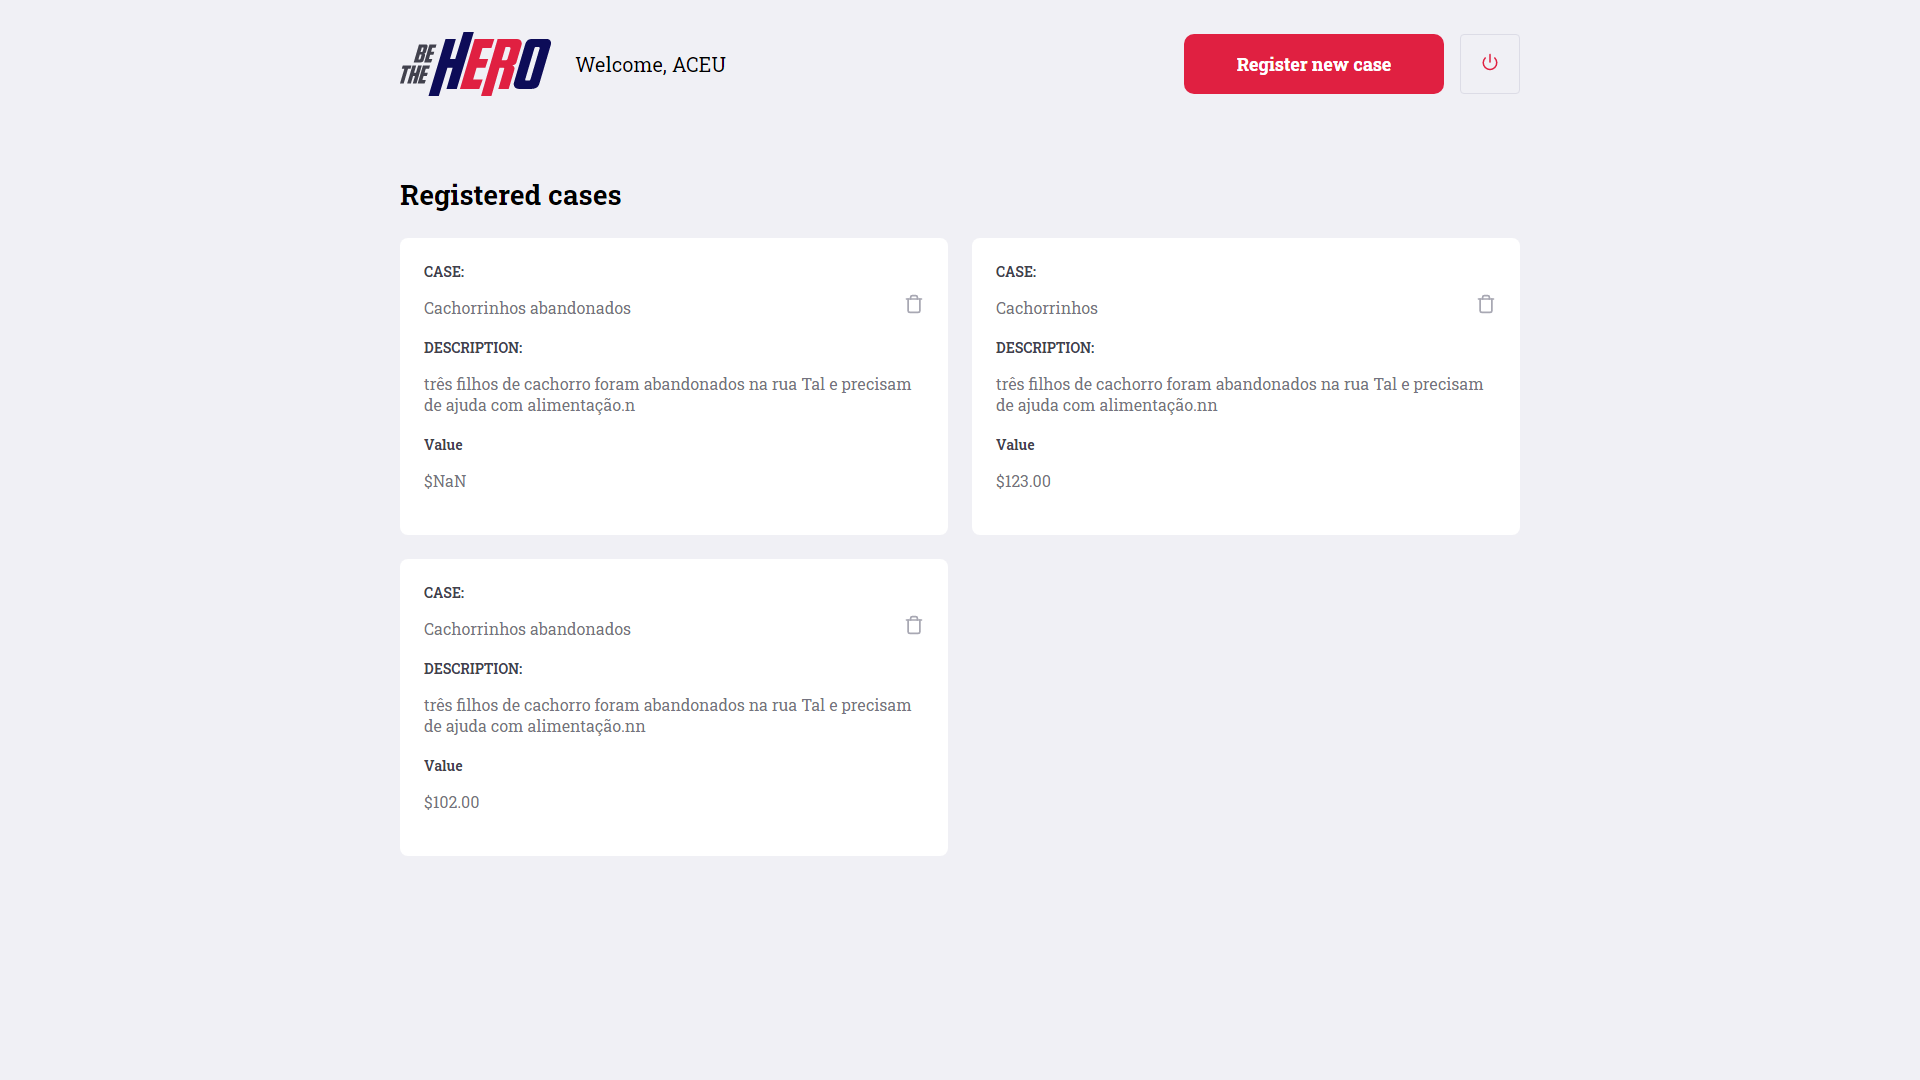 BE
THE
HERO
Welcome, ACEU
Register new case
Registered cases
CASE:
Cachorrinhos abandonados
DESCRIPTION:
três filhos de cachorro foram abandonados na rua Tal e precisam
de ajuda com alimentação.n
Value
$NaN
CASE:
Cachorrinhos
DESCRIPTION:
três filhos de cachorro foram abandonados na rua Tal e precisam
de ajuda com alimentação.nn
Value
$123.00
CASE:
Cachorrinhos abandonados
DESCRIPTION:
três filhos de cachorro foram abandonados na rua Tal e precisam
de ajuda com alimentação.nn
Value
$102.00